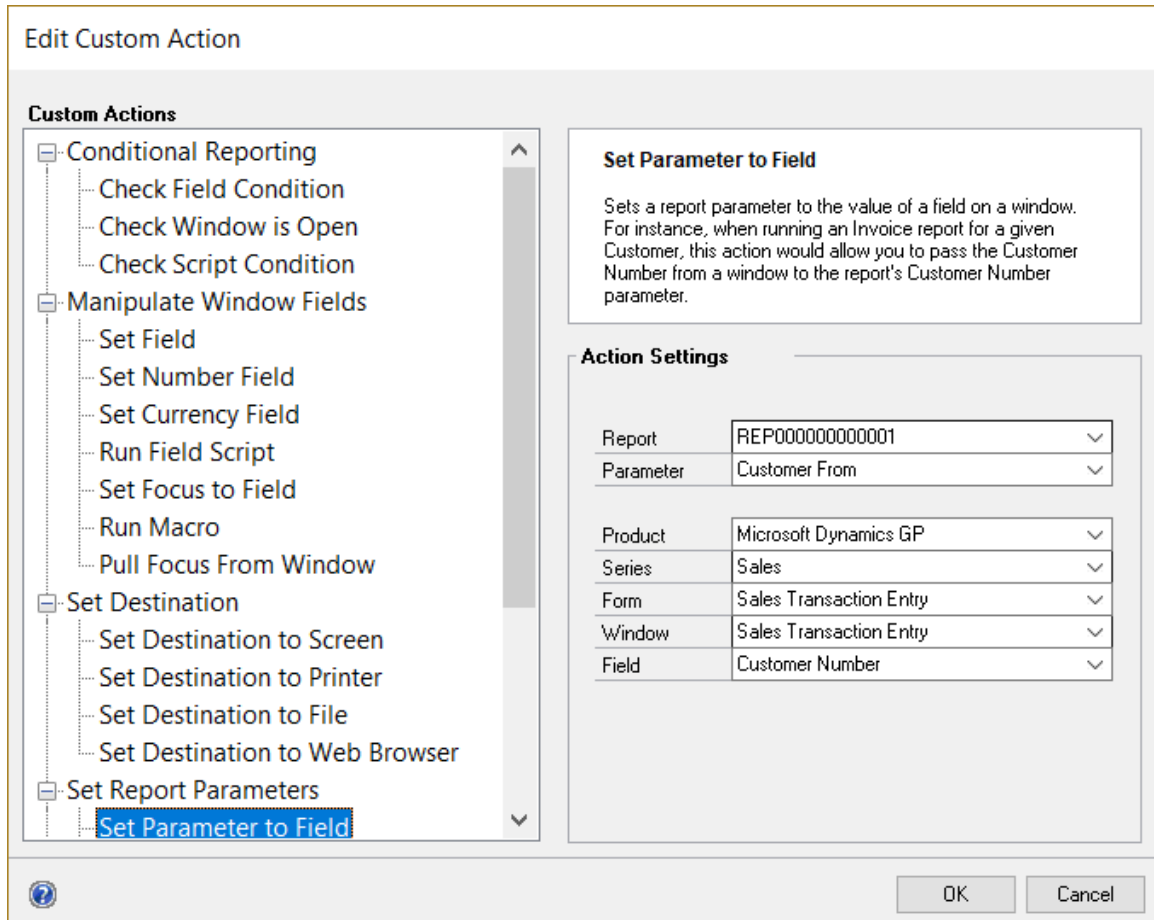 Edit Custom Action
Custom Actions
Conditional Reporting
Check Field Condition
Check Window is Open
Check Script Condition
Manipulate Window Fields
Set Field
Set Number Field
Set Currency Field
Run Field Script
Set Focus to Field
Run Macro
Pull Focus From Window
Set Destination
Set Destination to Screen
Set Destination to Printer
Set Destination to File
Set Destination to Web Browser
Set Report Parameters
Set Parameter to Field
Set Parameter to Field
Sets a report parameter to the value of a field on a window.
For instance, when running an Invoice report for a given
Customer, this action would allow you to pass the Customer
Number from a window to the report's Customer Number
parameter.
Action Settings
Report REP000000000001
Parameter Customer From
Product Microsoft Dynamics GP
Series Sales
Form Sales Transaction Entry
Window Sales Transaction Entry
Field Customer Number
?
OK Cancel